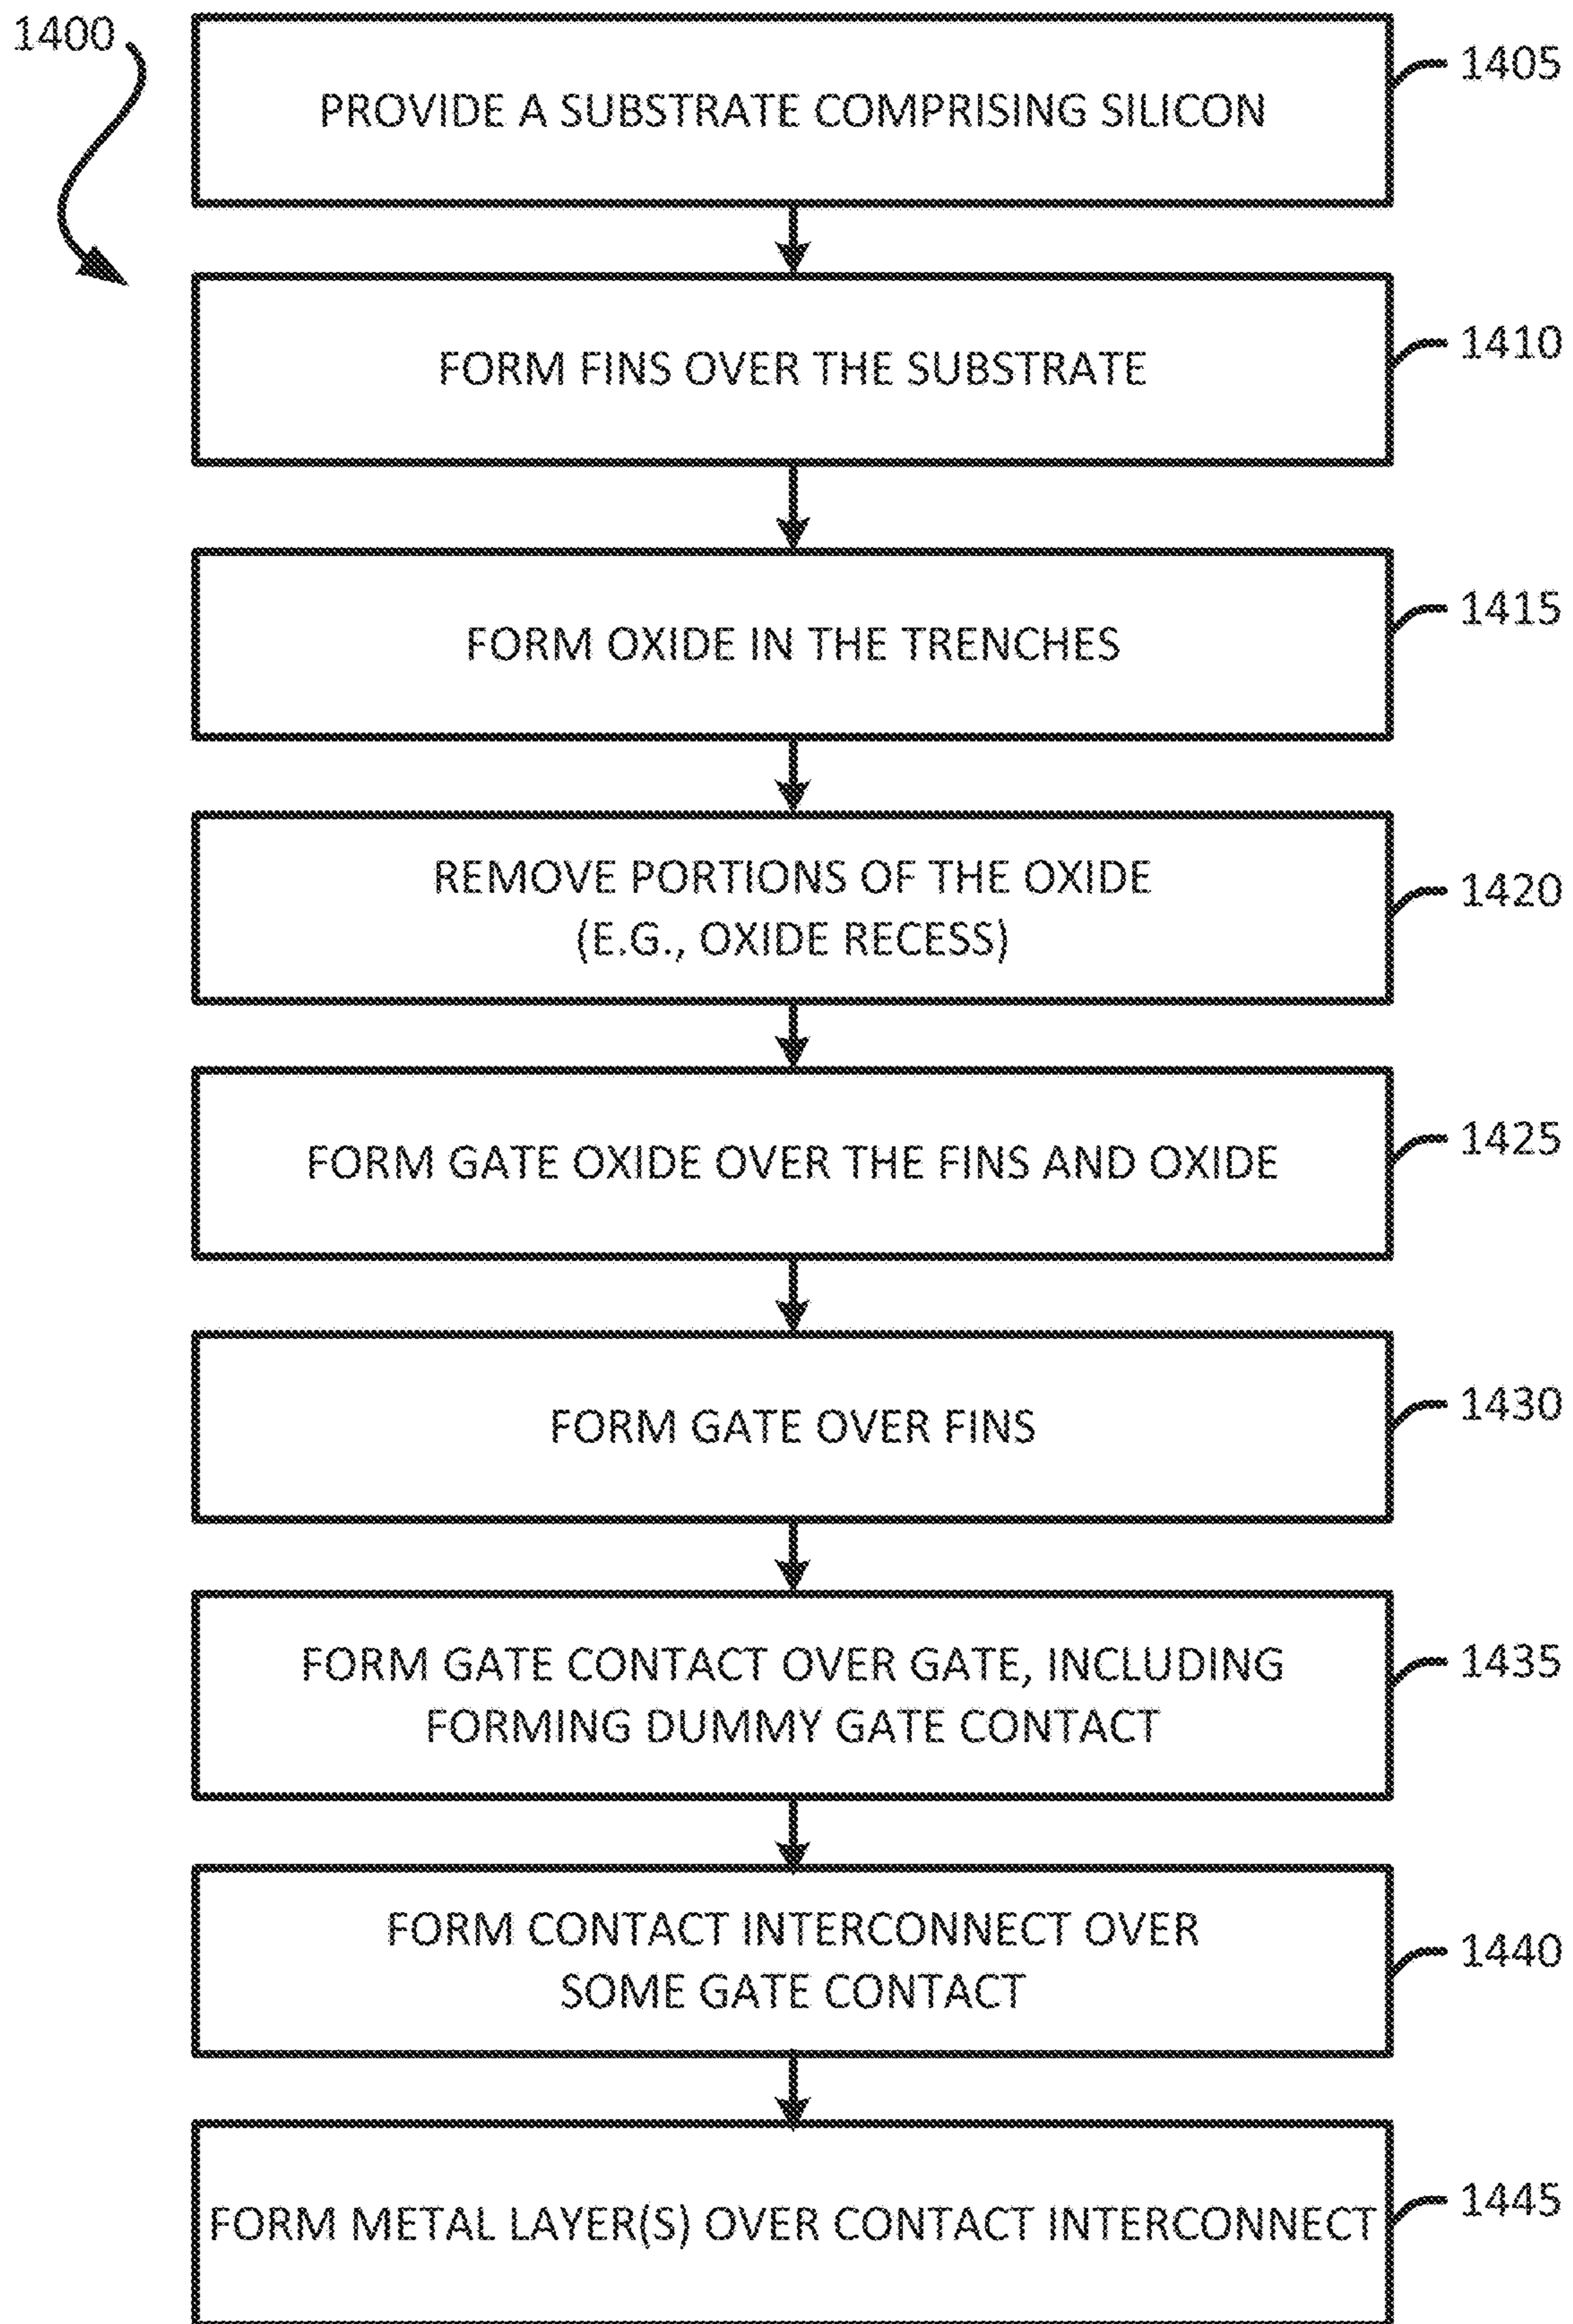 1400
PROVIDE A SUBSTRATE COMPRISING SILICON
1405
FORM FINS OVER THE SUBSTRATE
1410
FORM OXIDE IN THE TRENCHES
1415
REMOVE PORTIONS OF THE OXIDE
(E.G., OXIDE RECESS)
1420
FORM GATE OXIDE OVER THE FINS AND OXIDE
1425
FORM GATE OVER FINS
1430
FORM GATE CONTACT OVER GATE, INCLUDING
FORMING DUMMY GATE CONTACT
1435
FORM CONTACT INTERCONNECT OVER
SOME GATE CONTACT
1440
FORM METAL LAYER(S) OVER CONTACT INTERCONNECT
1445